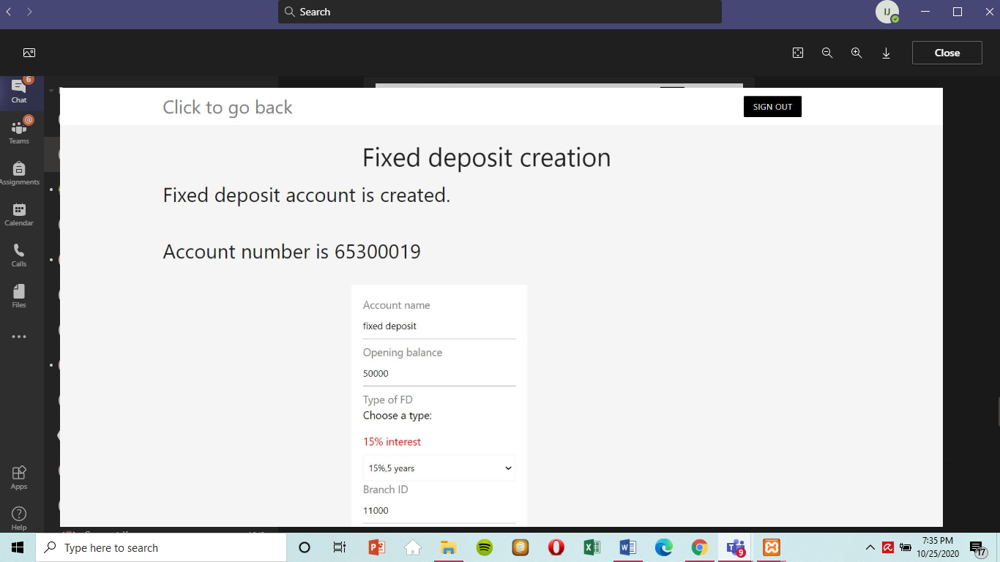 Search
IJ
Close
6
Chat
Click to go back
SIGN OUT
@
Teams
Fixed deposit creation
Assignments
Fixed deposit account is created.
Calendar
Account number is 65300019
Calls
Files
Account name
fixed deposit
Opening balance
50000
Type of FD
Choose a type:
15% interest
15%,5 years
Branch ID
11000
Apps
Help
Type here to search
9
7:35 PM
10/25/2020
17